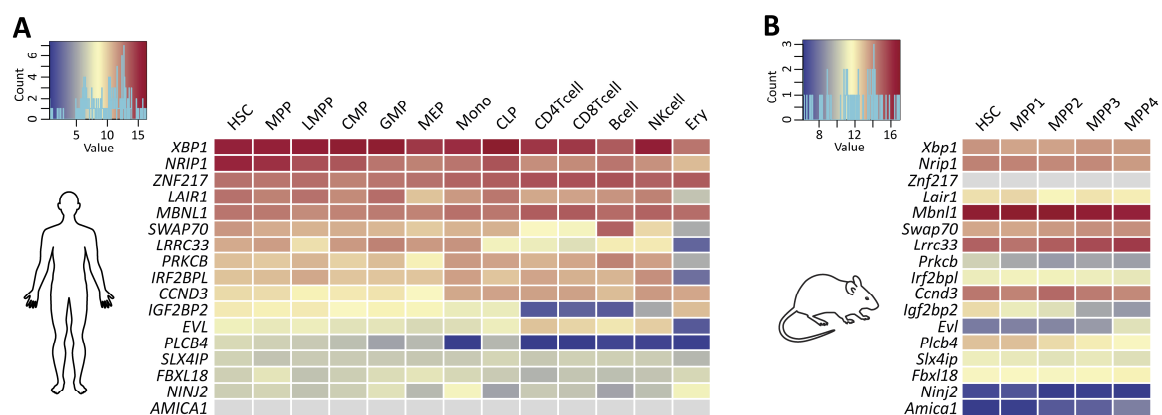 A
Count
0 2 4 6
5 10 15
Value
HSC MPP LMPP CMP GMP MEP Mono CLP CD4Tcell CD8Tcell Bcell NKcell Ery
XBP1
NRIP1
ZNF217
LAIR1
MBNL1
SWAP70
LRRC33
PRKCB
IRF2BPL
CCND3
IGF2BP2
EVL
PLCB4
SLX4IP
FBXL18
NINJ2
AMICA1
B
Count
0 1 2 3
8 12 16
Value
HSC MPP1 MPP2 MPP3 MPP4
Xbp1
Nrip1
Znf217
Lair1
Mbnl1
Swap70
Lrrc33
Prkcb
Irf2bpl
Ccnd3
Igf2bp2
Evl
Plcb4
Slx4ip
Fbxl18
Ninj2
Amica1